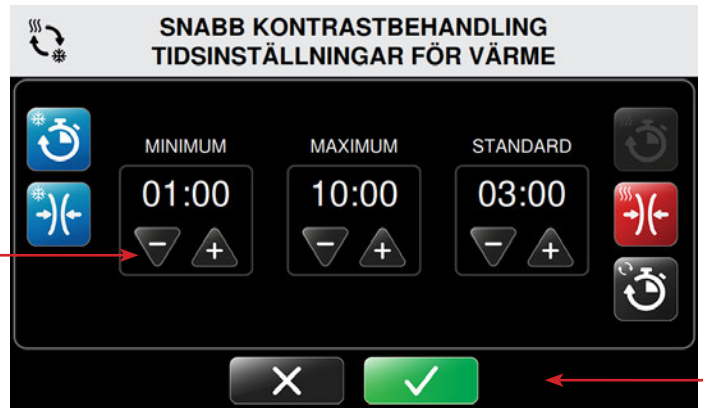 SNABB KONTRASTBEHANDLING
TIDSINSTÄLLNINGAR FÖR VÄRME
MINIMUM MAXIMUM STANDARD
01:00 10:00 03:00
- + - + - +